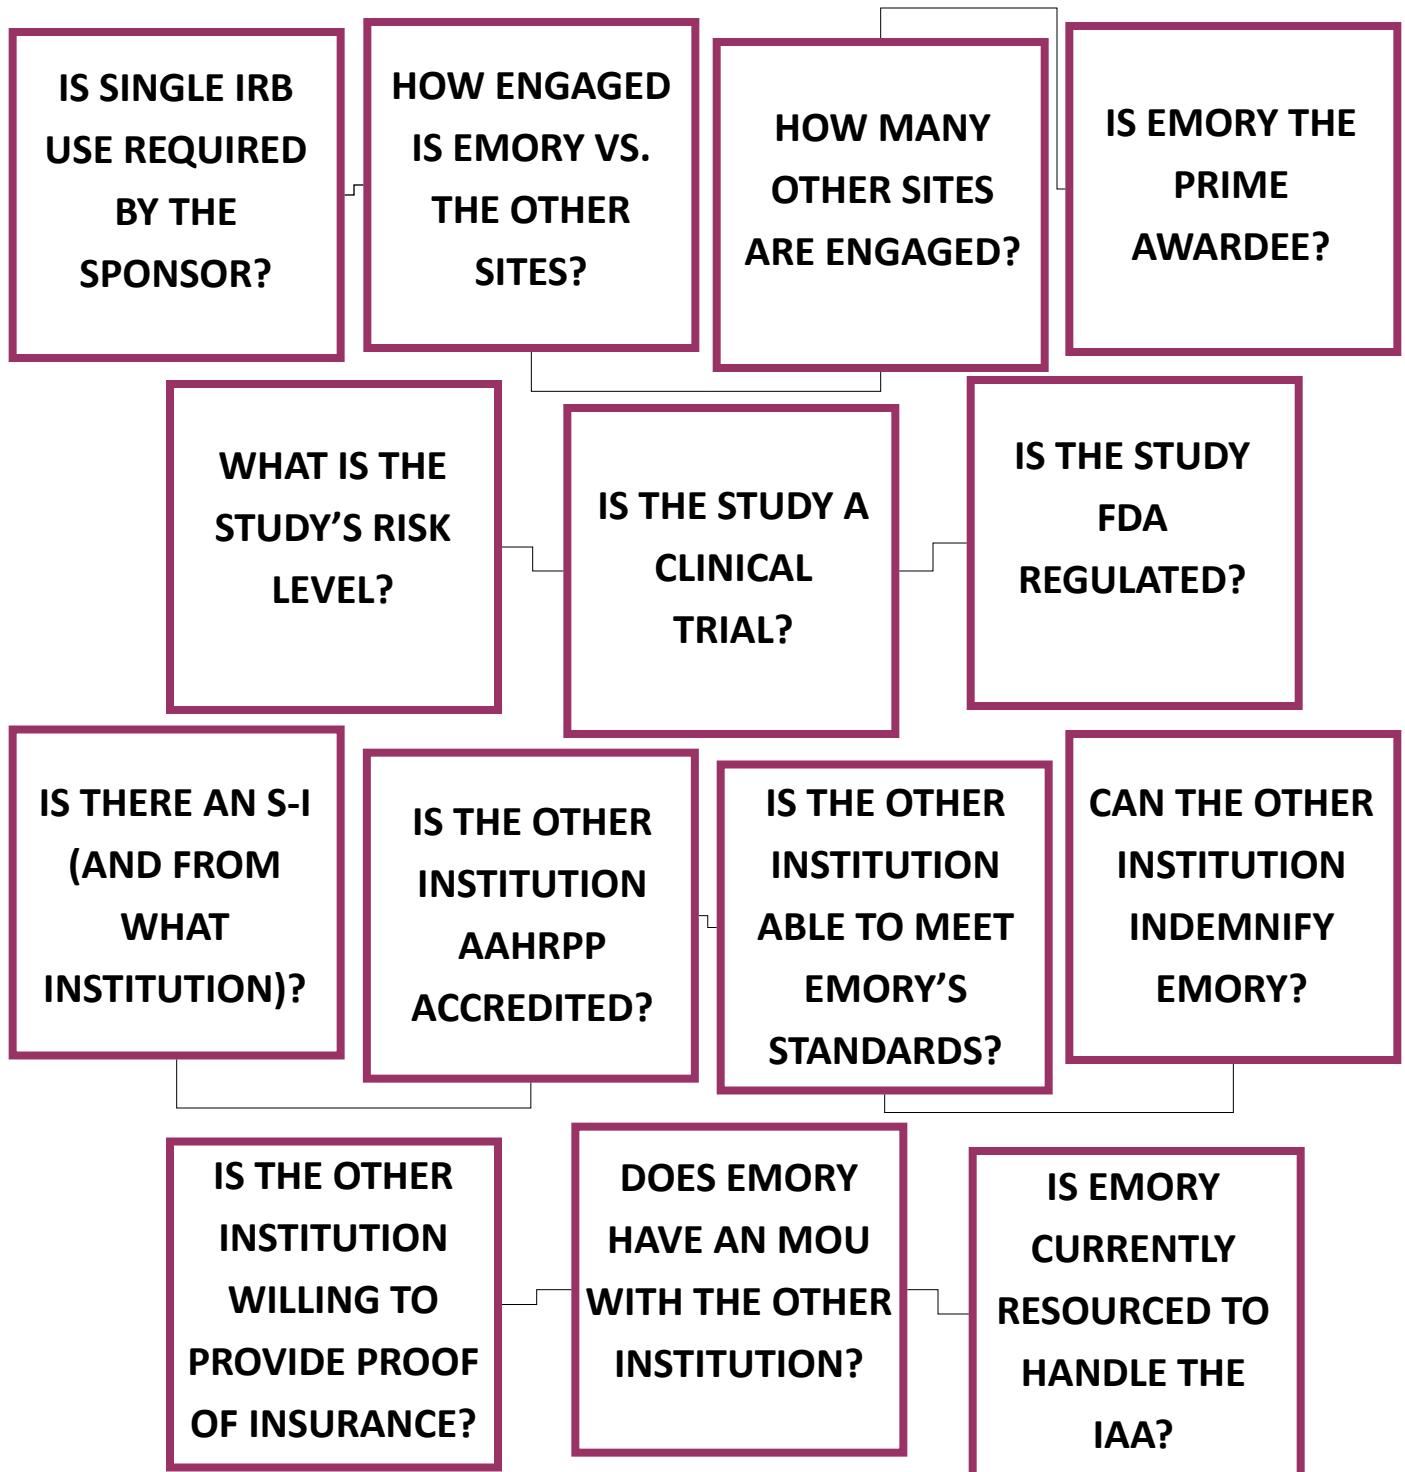 IS SINGLE IRB
USE REQUIRED
BY THE
SPONSOR?
HOW ENGAGED
IS EMORY VS.
THE OTHER
SITES?
HOW MANY
OTHER SITES
ARE ENGAGED?
IS EMORY THE
PRIME
AWARDEE?
WHAT IS THE
STUDY’S RISK
LEVEL?
IS THE STUDY A
CLINICAL
TRIAL?
IS THE STUDY
FDA
REGULATED?
IS THERE AN S-I
(AND FROM
WHAT
INSTITUTION)?
IS THE OTHER
INSTITUTION
AAHRPP
ACCREDITED?
IS THE OTHER
INSTITUTION
ABLE TO MEET
EMORY’S
STANDARDS?
CAN THE OTHER
INSTITUTION
INDEMNIFY
EMORY?
IS THE OTHER
INSTITUTION
WILLING TO
PROVIDE PROOF
OF INSURANCE?
DOES EMORY
HAVE AN MOU
WITH THE OTHER
INSTITUTION?
IS EMORY
CURRENTLY
RESOURCED TO
HANDLE THE
IAA?